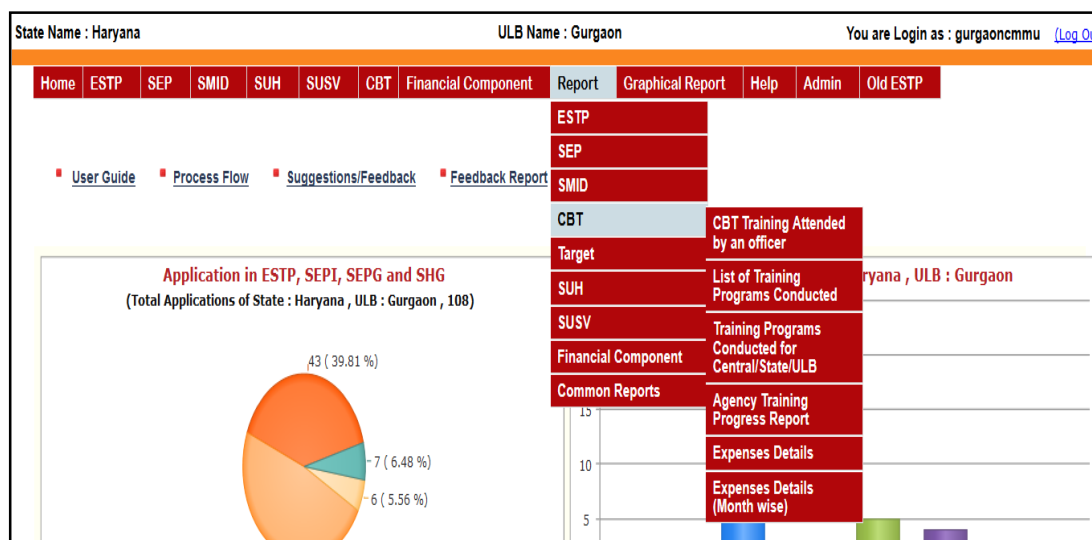 State Name : Haryana
ULB Name : Gurgaon
You are Login as : gurgaoncmmu
(Log Ou
Home
ESTP
SEP
SMID
SUH
SUSV
CBT
Financial Component
Report
Graphical Report
Help
Admin
Old ESTP
User Guide
Process Flow
Suggestions/Feedback
Feedback Report
ESTP
SEP
SMID
CBT
Target
SUH
SUSV
Financial Component
Common Reports
CBT Training Attended
by an officer
List of Training
Programs Conducted
Training Programs
Conducted for
Central/State/ULB
Agency Training
Progress Report
Expenses Details
Expenses Details
(Month wise)
Application in ESTP, SEPI, SEPG and SHG
(Total Applications of State : Haryana , ULB : Gurgaon , 108)
43 ( 39.81 %)
7 ( 6.48 %)
6 ( 5.56 %)
ryana , ULB : Gurgaon
15
10
5